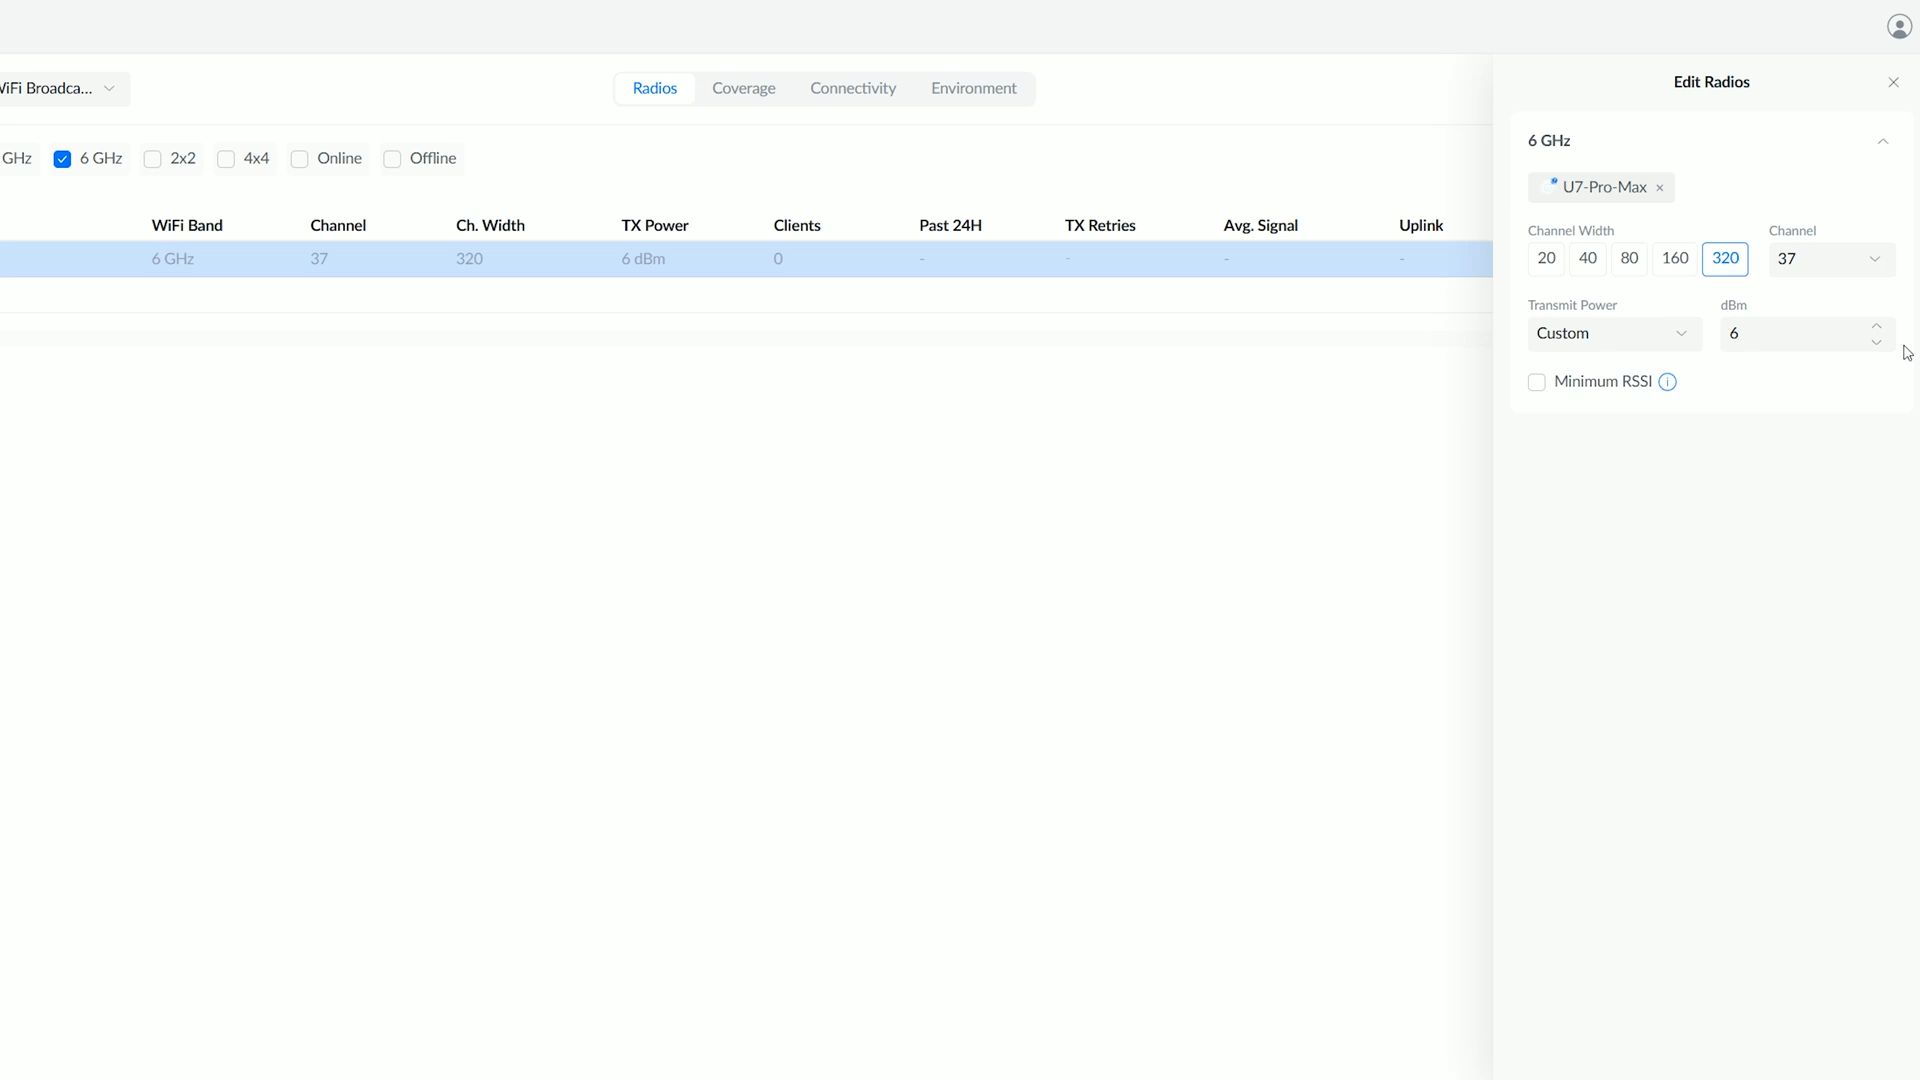 WiFi Broadca...
Radios Coverage Connectivity Environment
Edit Radios
GHz 6 GHz 2x2 4x4 Online Offline
WiFi Band Channel Ch. Width TX Power Clients Past 24H TX Retries Avg. Signal Uplink
6 GHz 37 320 6 dBm 0 - - - -
6 GHz
U7-Pro-Max ×
Channel Width Channel
20 40 80 160 320 37
Transmit Power dBm
Custom 6
Minimum RSSI